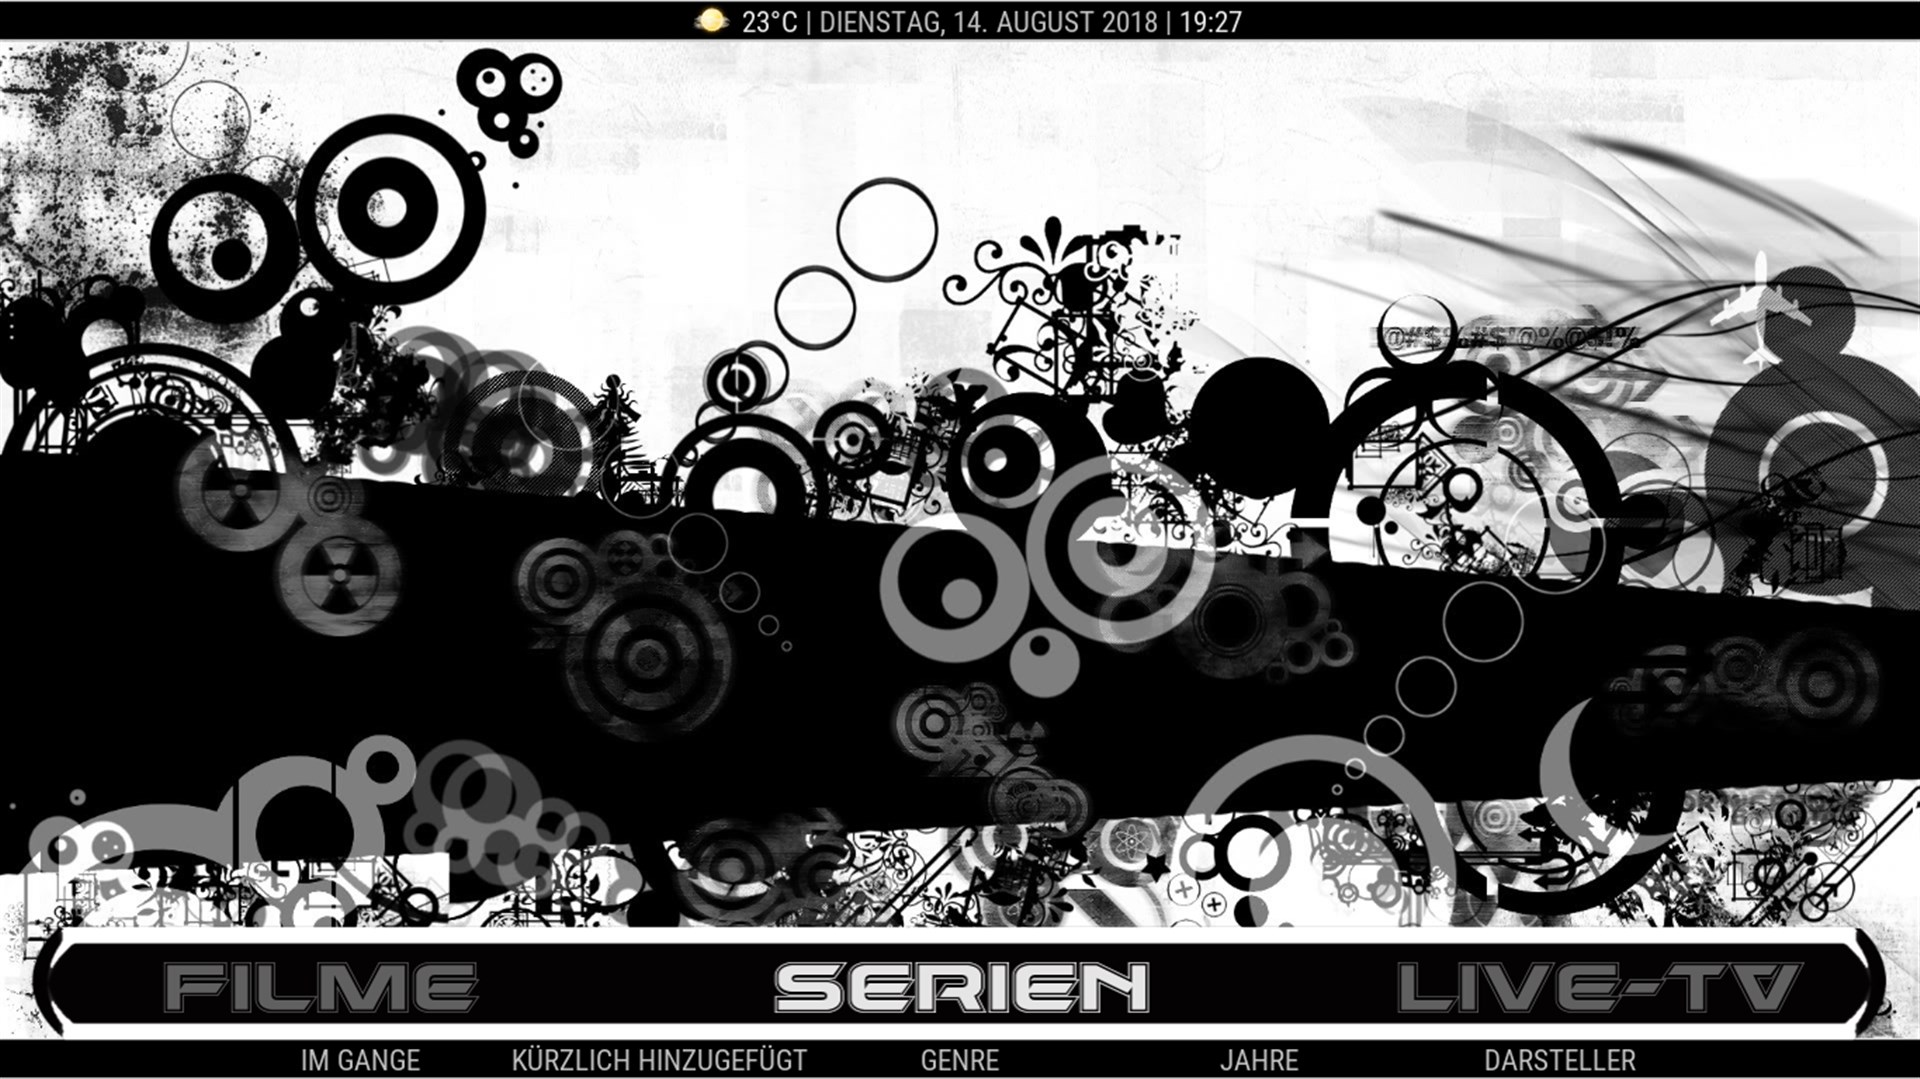 23°C | DIENSTAG, 14. AUGUST 2018 | 19:27
@#$%#$!@%@$!%
FILME SERIEN LIVE-TV
IM GANGE KÜRZLICH HINZUGEFÜGT GENRE JAHRE DARSTELLER